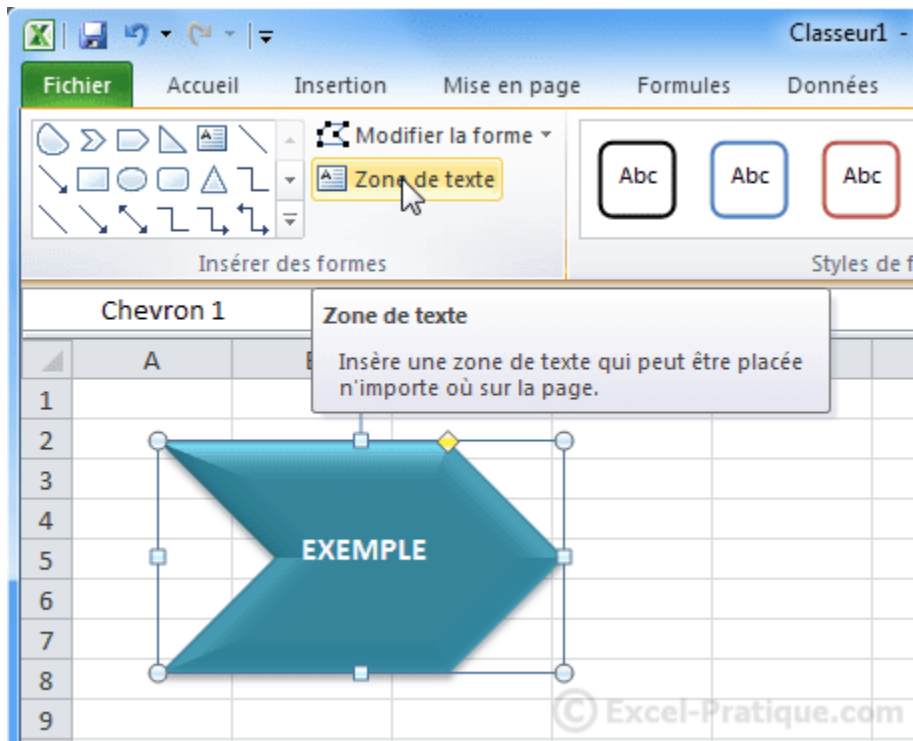 Classeur1 -
Fichier Accueil Insertion Mise en page Formules Données
Modifier la forme
Zone de texte
Abc Abc Abc
Insérer des formes
Styles de f
Chevron 1
Zone de texte
Insère une zone de texte qui peut être placée
n'importe où sur la page.
A
1
2
3
4
5
6
7
8
9
EXEMPLE
© Excel-Pratique.com